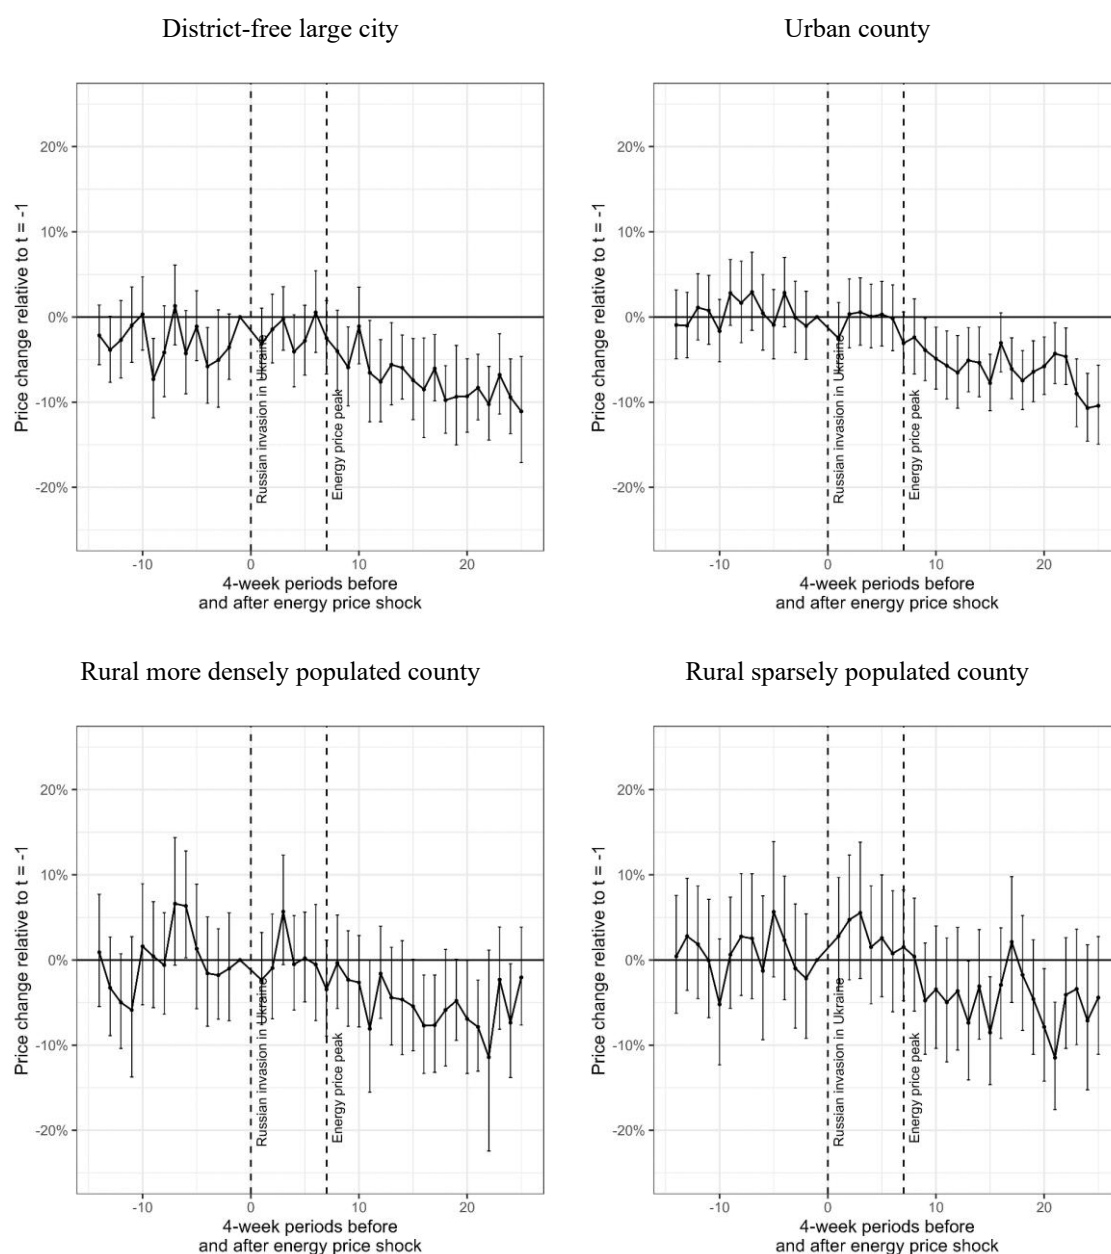 District-free large city
Price change relative to t = -1
20%
10%
0%
-10%
-20%
Russian invasion in Ukraine
Energy price peak
-10
0
10
20
4-week periods before
and after energy price shock
Urban county
Price change relative to t = -1
20%
10%
0%
-10%
-20%
Russian invasion in Ukraine
Energy price peak
-10
0
10
20
4-week periods before
and after energy price shock
Rural more densely populated county
Price change relative to t = -1
20%
10%
0%
-10%
-20%
Russian invasion in Ukraine
Energy price peak
-10
0
10
20
4-week periods before
and after energy price shock
Rural sparsely populated county
Price change relative to t = -1
20%
10%
0%
-10%
-20%
Russian invasion in Ukraine
Energy price peak
-10
0
10
20
4-week periods before
and after energy price shock